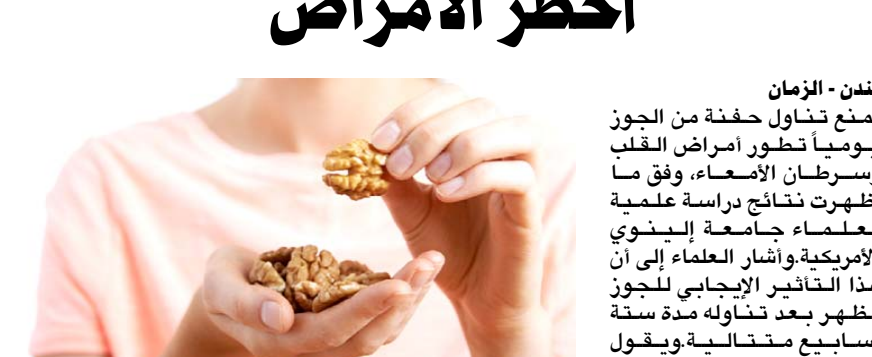 أخطر الأمراض
ندن - الزمان
منع تناول حفنة من الجوز
ومياً تطور أمراض القلب
سرطان الأمعاء، وفق ما
ظهرت نتائج دراسة علمية
علماء جامعة إلينوي
لأمريكية.وأشار العلماء إلى أن
ذا التأثير الإيجابي للجوز
ظهر بعد تناوله مدة ستة
سابيع متتالية.ويقول